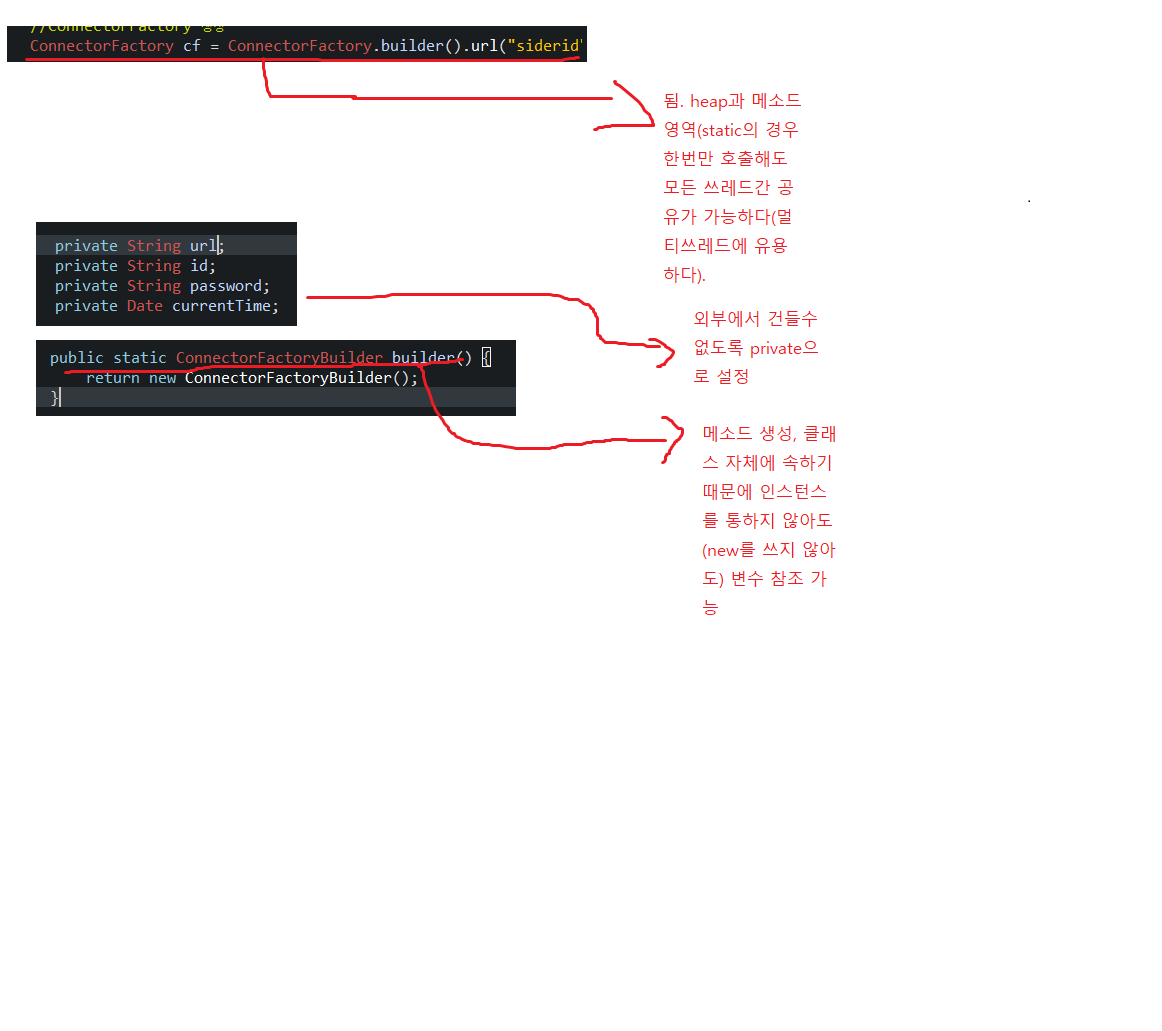 //ConnectorFactory 생성
ConnectorFactory cf = ConnectorFactory.builder().url("siderid"
됨. heap과 메소드
영역(static의 경우
한번만 호출해도
모든 쓰레드간 공
유가 가능하다(멀
티쓰레드에 유용
하다).
private String url;
private String id;
private String password;
private Date currentTime;
외부에서 건들수
없도록 private으
로 설정
public static ConnectorFactoryBuilder builder() {
return new ConnectorFactoryBuilder();
}
메소드 생성, 클래
스 자체에 속하기
때문에 인스턴스
를 통하지 않아도
(new를 쓰지 않아
도) 변수 참조 가
능